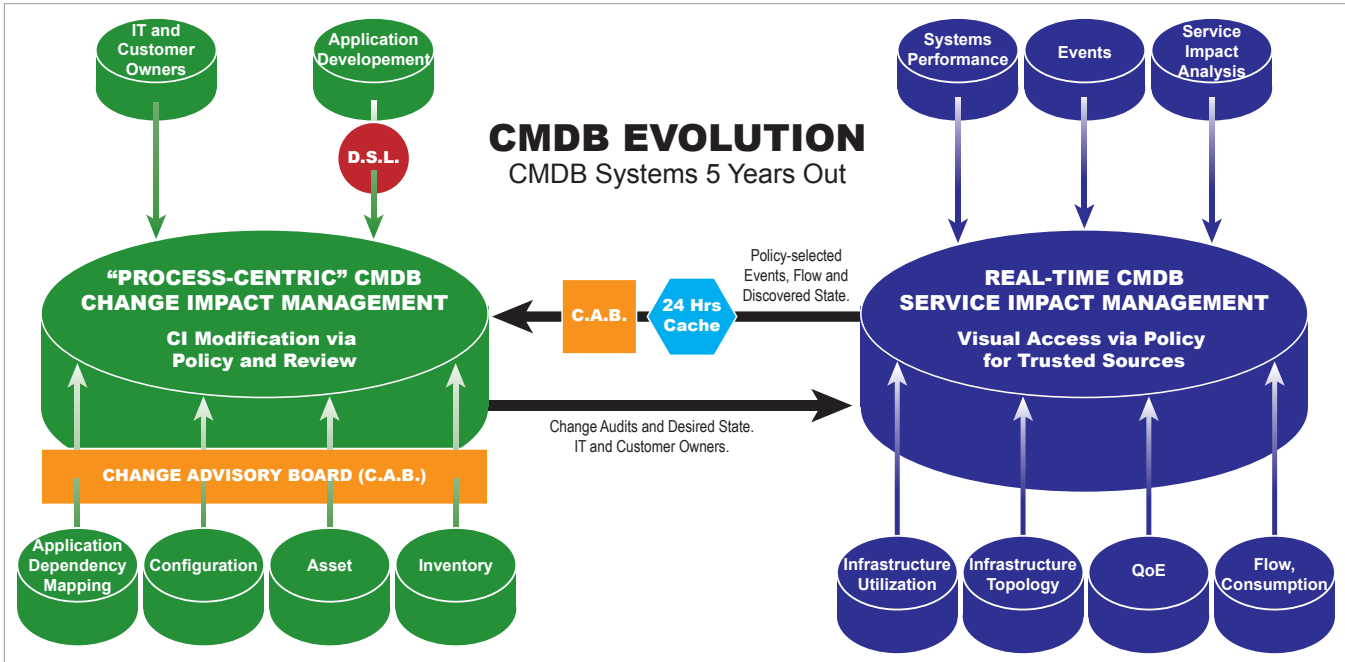 IT and
Customer
Owners
Application
Developement
Systems
Performance
Events
Service
Impact
Analysis
D.S.L.
CMDB EVOLUTION
CMDB Systems 5 Years Out
“PROCESS-CENTRIC” CMDB
CHANGE IMPACT MANAGEMENT
CI Modification via
Policy and Review
C.A.B.
24 Hrs
Cache
Policy-selected
Events, Flow and
Discovered State.
REAL-TIME CMDB
SERVICE IMPACT MANAGEMENT
Visual Access via Policy
for Trusted Sources
Change Audits and Desired State.
IT and Customer Owners.
CHANGE ADVISORY BOARD (C.A.B.)
Application
Dependency
Mapping
Configuration
Asset
Inventory
Infrastructure
Utilization
Infrastructure
Topology
QoE
Flow,
Consumption